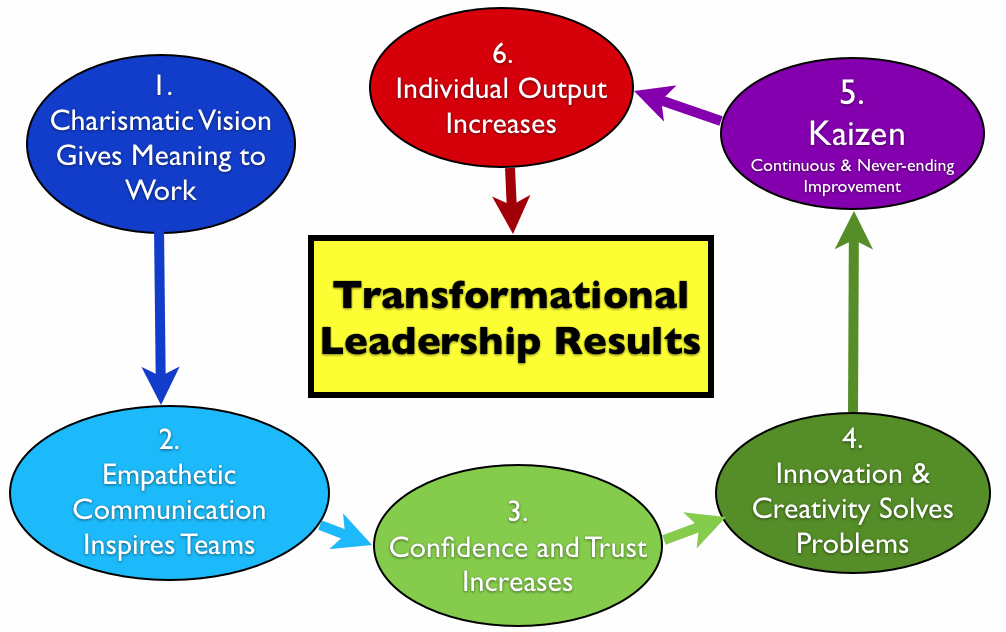 1.
Charismatic Vision
Gives Meaning to
Work
2.
Empathetic
Communication
Inspires Teams
3.
Confidence and Trust
Increases
4.
Innovation &
Creativity Solves
Problems
5.
Kaizen
Continuous & Never-ending
Improvement
6.
Individual Output
Increases
Transformational
Leadership Results